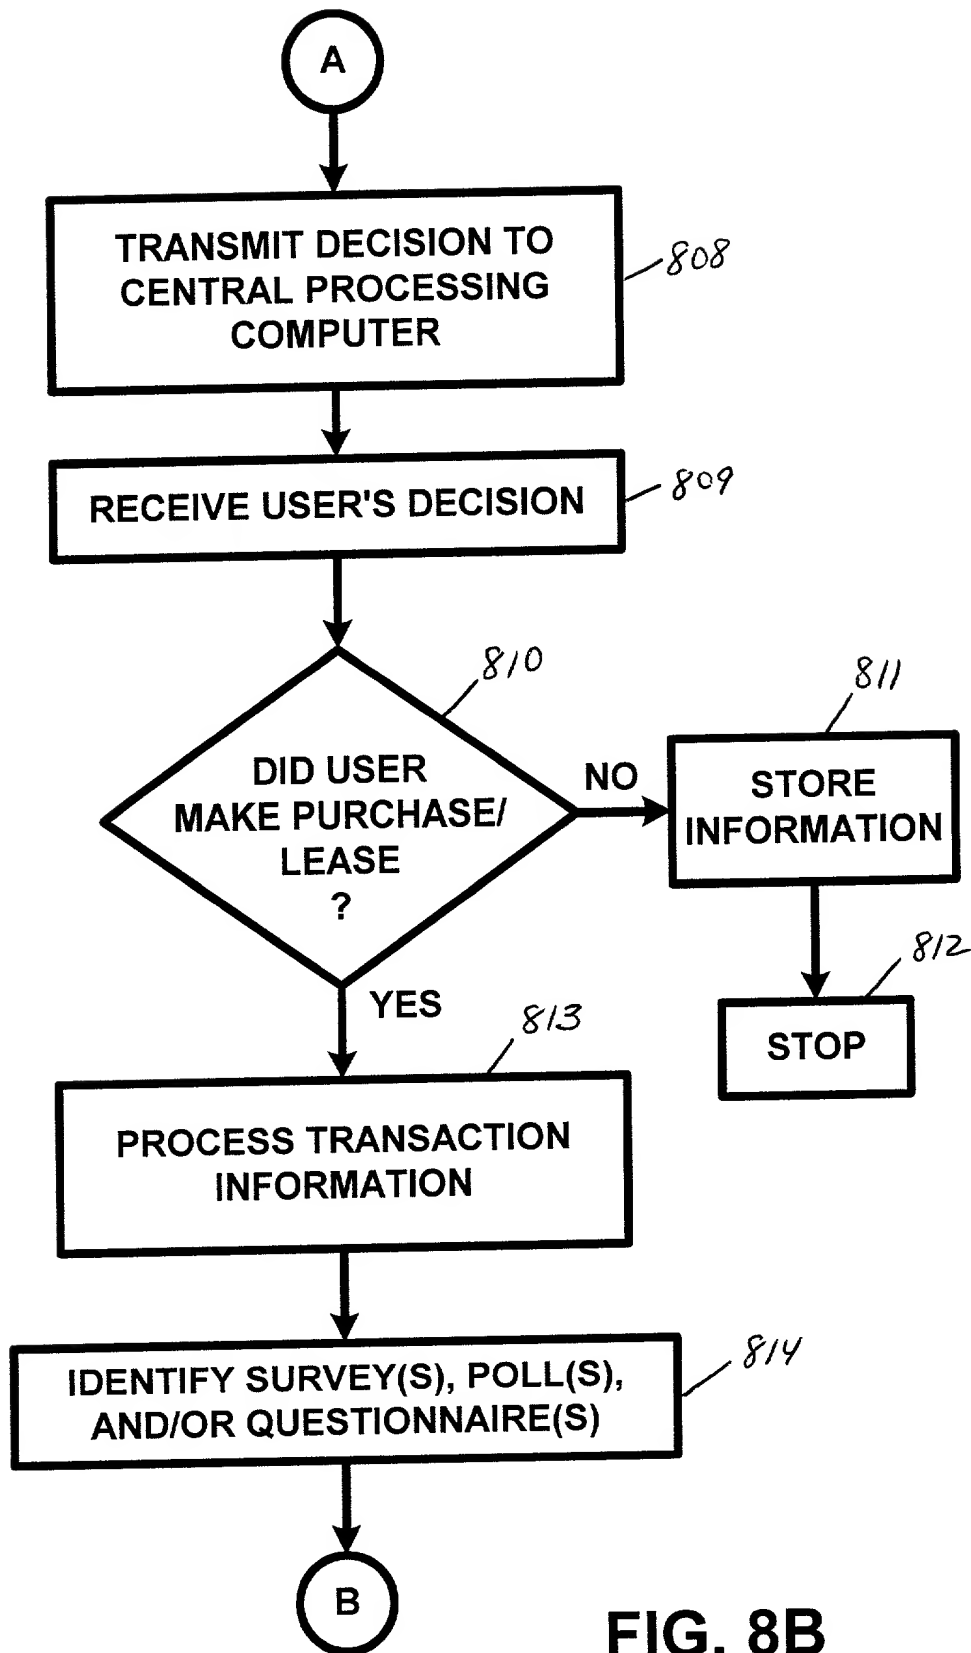 A
TRANSMIT DECISION TO
CENTRAL PROCESSING
COMPUTER
808
RECEIVE USER'S DECISION
809
810
DID USER
MAKE PURCHASE/
LEASE
?
NO
811
STORE
INFORMATION
812
STOP
YES
813
PROCESS TRANSACTION
INFORMATION
814
IDENTIFY SURVEY(S), POLL(S),
AND/OR QUESTIONNAIRE(S)
B
FIG. 8B